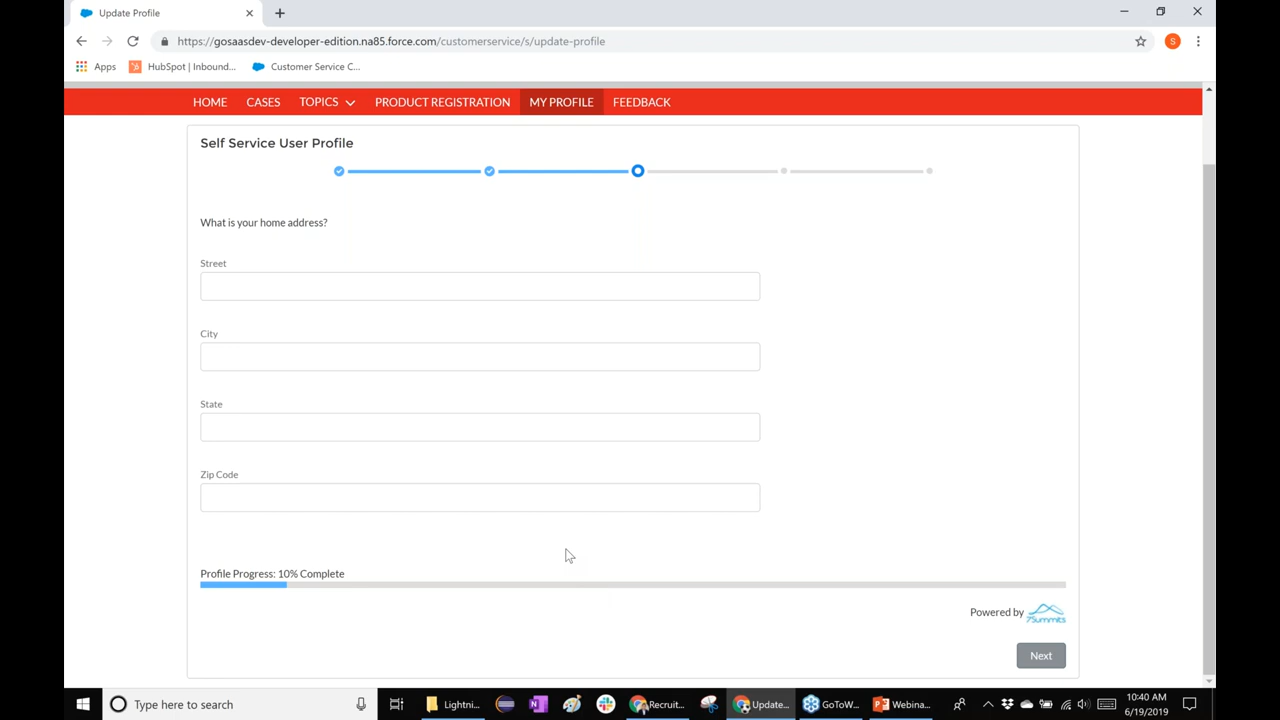 Update Profile
https://gosaasdev-developer-edition.na85.force.com/customerservice/s/update-profile
S
Apps HubSpot | Inbound... Customer Service C...
HOME CASES TOPICS PRODUCT REGISTRATION MY PROFILE FEEDBACK
Self Service User Profile
What is your home address?
Street
City
State
Zip Code
Profile Progress: 10% Complete
Powered by 7Summits
Next
Type here to search
Lightni...
Recruit...
Update...
GoToW...
Webina...
10:40 AM
6/19/2019